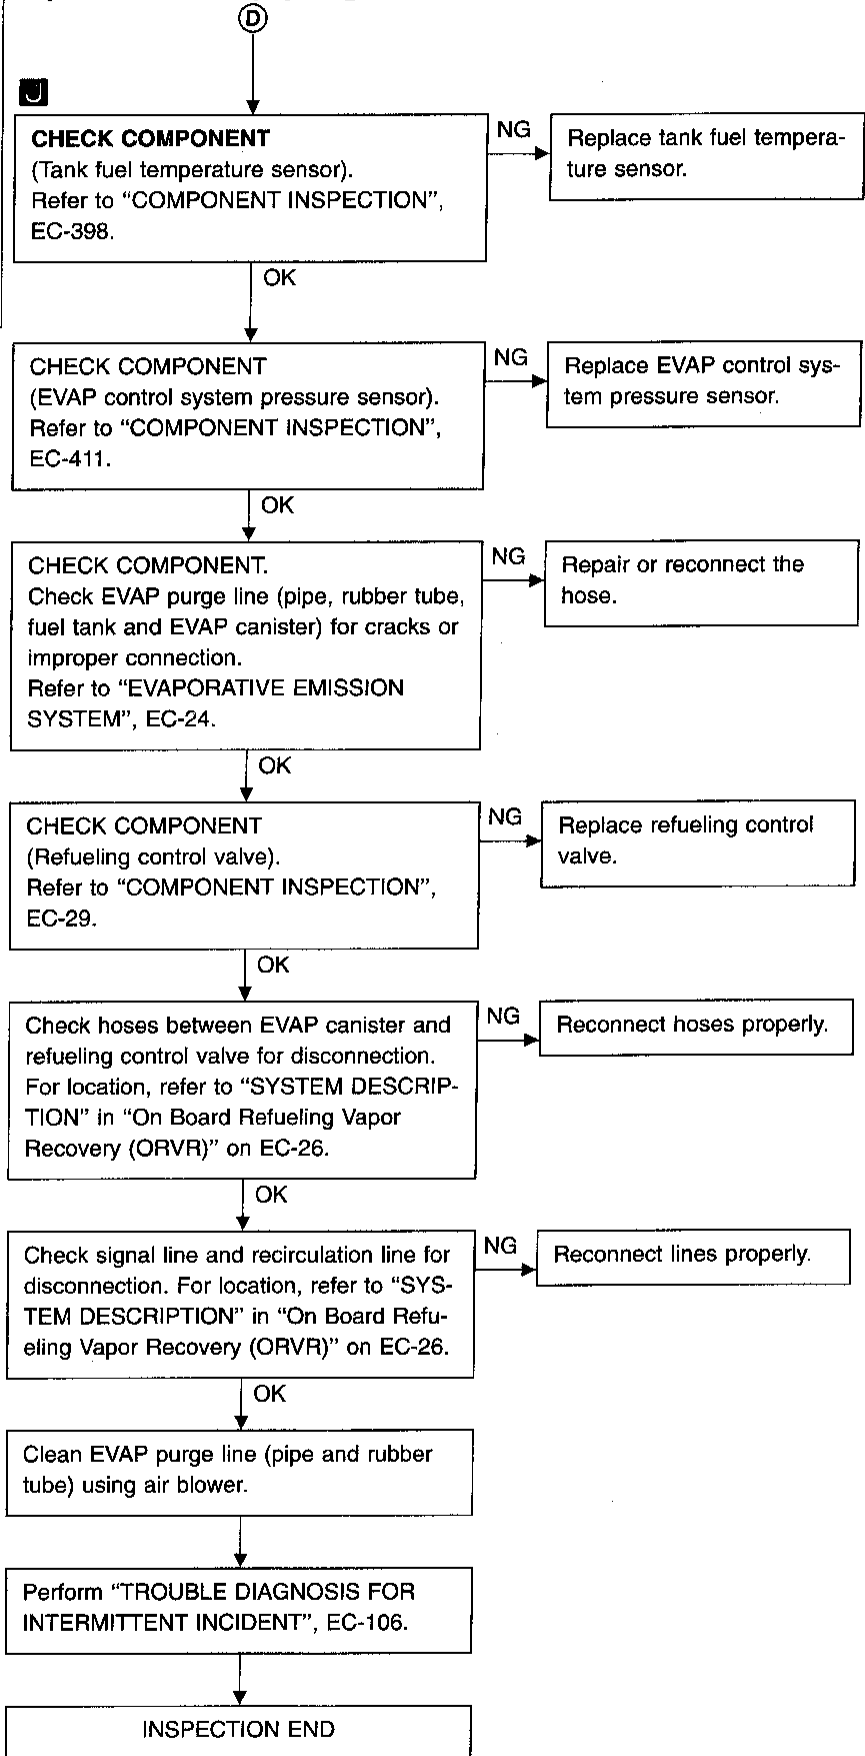 D
J
CHECK COMPONENT
(Tank fuel temperature sensor).
Refer to “COMPONENT INSPECTION”,
EC-398.
NG
Replace tank fuel tempera-
ture sensor.
OK
CHECK COMPONENT
(EVAP control system pressure sensor).
Refer to “COMPONENT INSPECTION”,
EC-411.
NG
Replace EVAP control sys-
tem pressure sensor.
OK
CHECK COMPONENT.
Check EVAP purge line (pipe, rubber tube,
fuel tank and EVAP canister) for cracks or
improper connection.
Refer to “EVAPORATIVE EMISSION
SYSTEM”, EC-24.
NG
Repair or reconnect the
hose.
OK
CHECK COMPONENT
(Refueling control valve).
Refer to “COMPONENT INSPECTION”,
EC-29.
NG
Replace refueling control
valve.
OK
Check hoses between EVAP canister and
refueling control valve for disconnection.
For location, refer to “SYSTEM DESCRIP-
TION” in “On Board Refueling Vapor
Recovery (ORVR)” on EC-26.
NG
Reconnect hoses properly.
OK
Check signal line and recirculation line for
disconnection. For location, refer to “SYS-
TEM DESCRIPTION” in “On Board Refu-
eling Vapor Recovery (ORVR)” on EC-26.
NG
Reconnect lines properly.
OK
Clean EVAP purge line (pipe and rubber
tube) using air blower.
Perform “TROUBLE DIAGNOSIS FOR
INTERMITTENT INCIDENT”, EC-106.
INSPECTION END